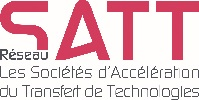 Réseau SATT
Les Sociétés d'Accélération
du Transfert de Technologies